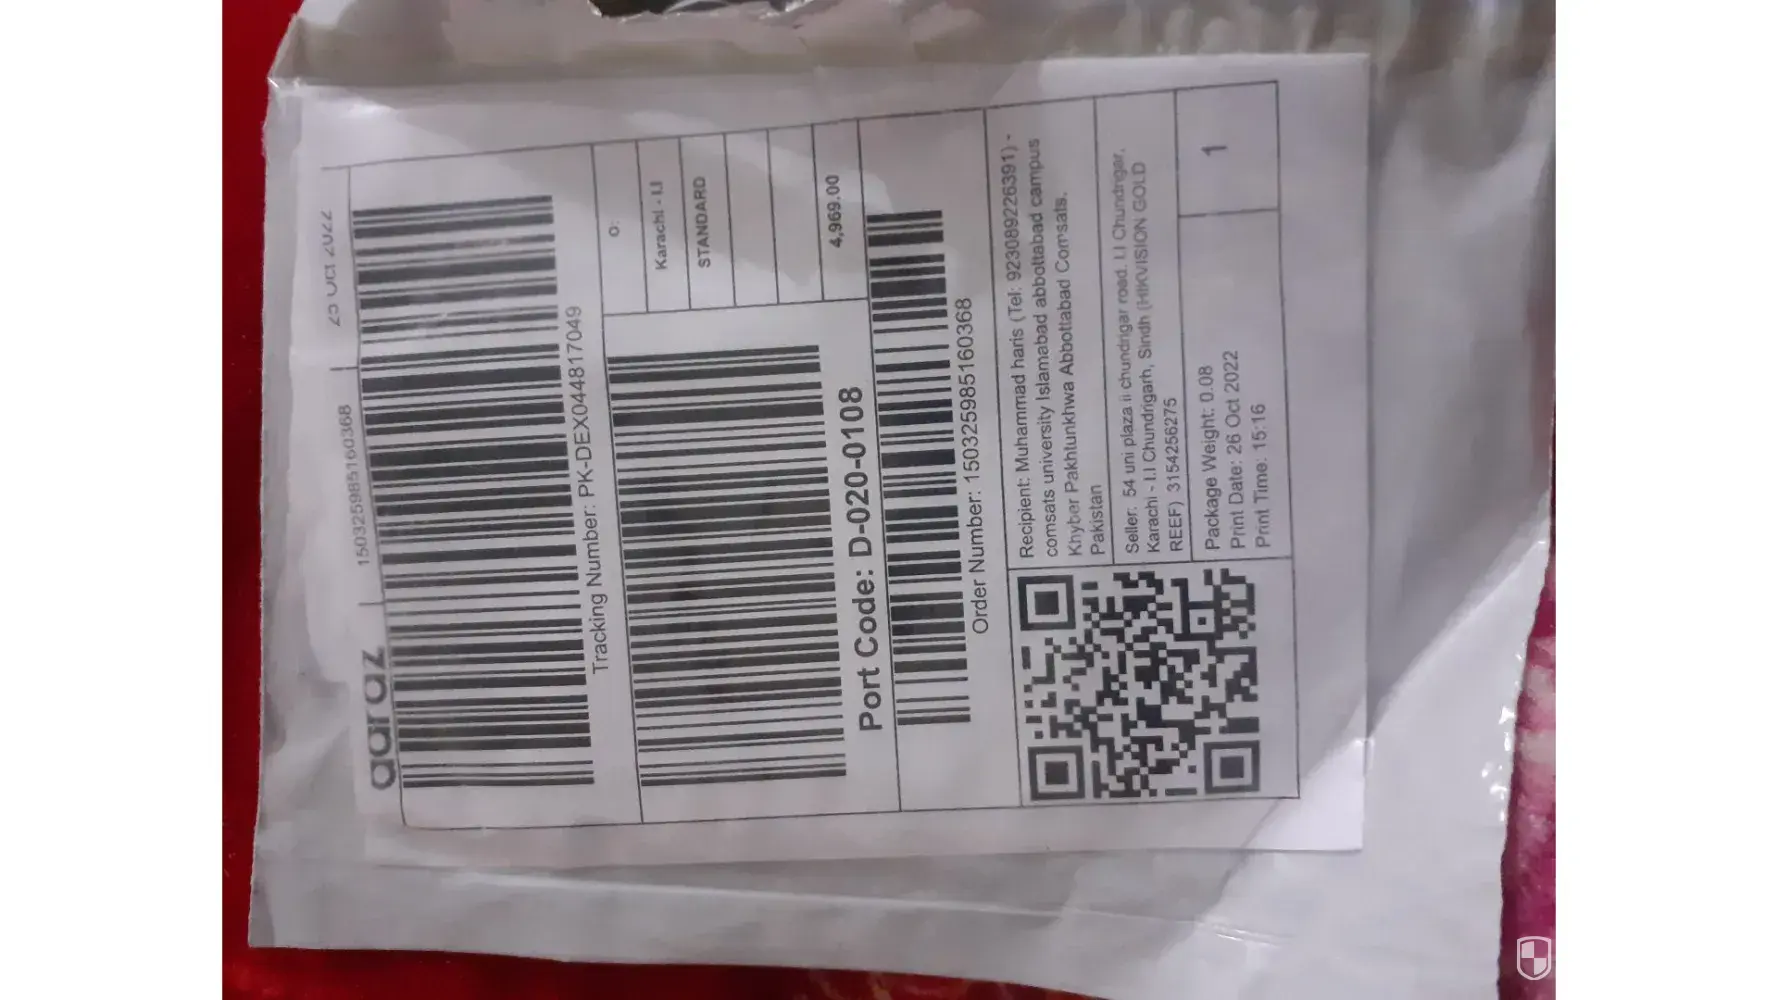 daraz
150325985160368
25 Oct 2022
Tracking Number: PK-DEX044817049
o:
Karachi - I.I
STANDARD
4,969.00
Port Code: D-020-0108
Order Number: 150325985160368
Recipient: Muhammad haris (Tel: 923089226391) -
comsats university Islamabad abbottabad campus
Khyber Pakhtunkhwa Abbottabad Comsats.
Pakistan
Seller: 54 uni plaza ii chundrigar road. I.I Chundrigar.
Karachi - I.I Chundrigarh, Sindh (HIKVISION GOLD
REEF) 3154256275
Package Weight: 0.08
Print Date: 26 Oct 2022
Print Time: 15:16
1